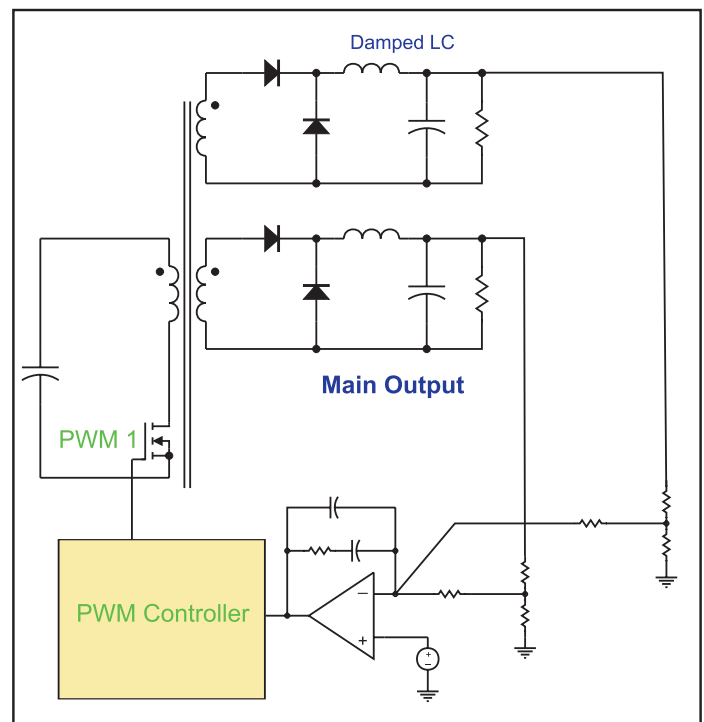 Damped LC
Main Output
PWM 1
PWM Controller
−
+
+
−